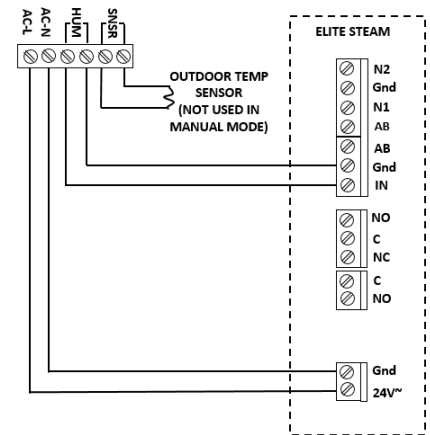 AC-L
AC-N
HUM
SNSR
ELITE STEAM
OUTDOOR TEMP
SENSOR
(NOT USED IN
MANUAL MODE)
N2
Gnd
N1
AB
AB
Gnd
IN
NO
C
NC
C
NO
Gnd
24V~